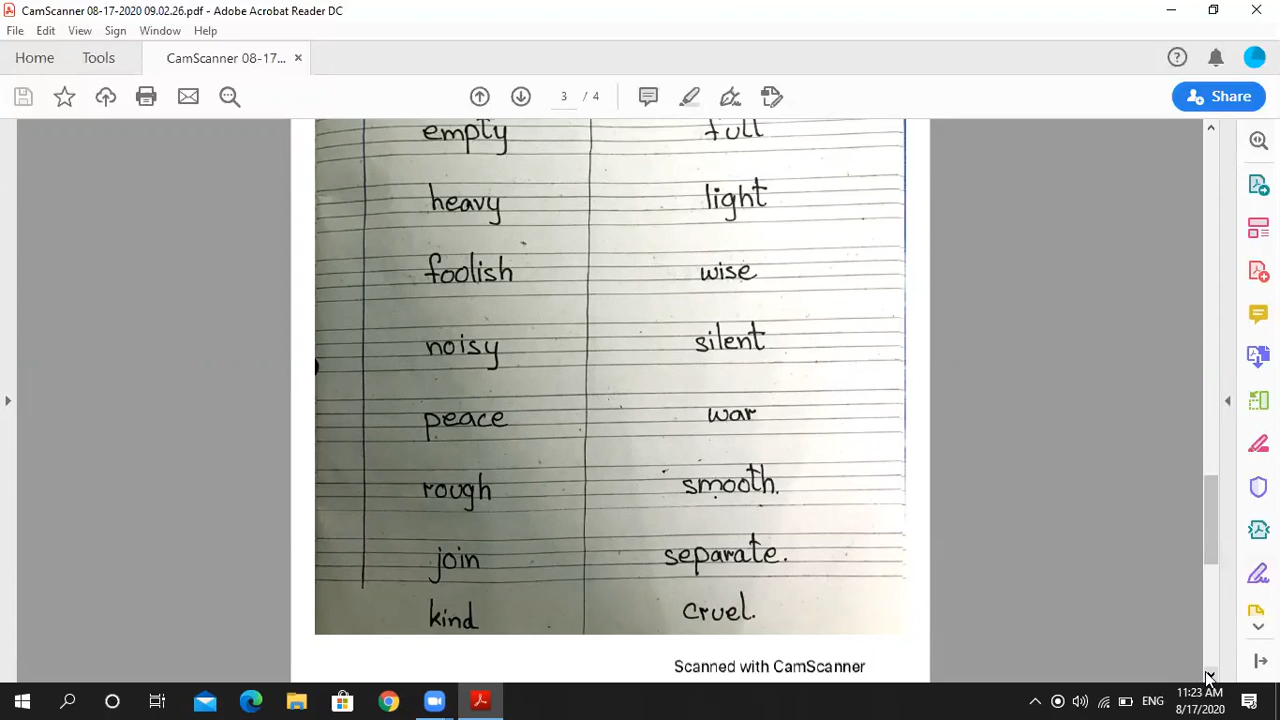 CamScanner 08-17-2020 09.02.26.pdf - Adobe Acrobat Reader DC
File Edit View Sign Window Help
Home Tools CamScanner 08-17...
3 / 4
Share
empty full
heavy light
foolish wise
noisy silent
peace war
rough smooth.
join separate.
kind cruel.
Scanned with CamScanner
ENG
11:23 AM
8/17/2020